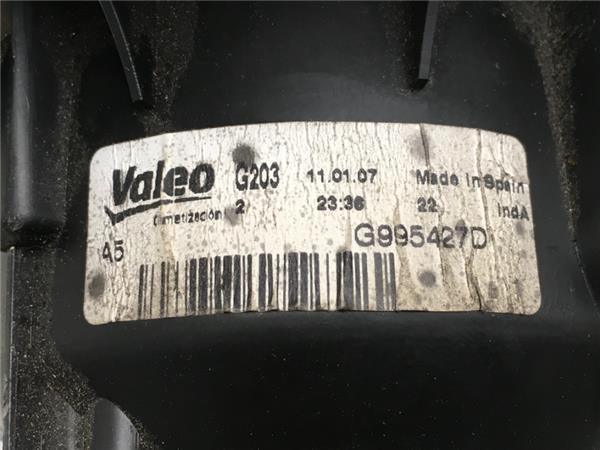 Valeo G203 11.01.07 Made In Spain
Climatización 2 23:36 22 IndA
A5 G995427D